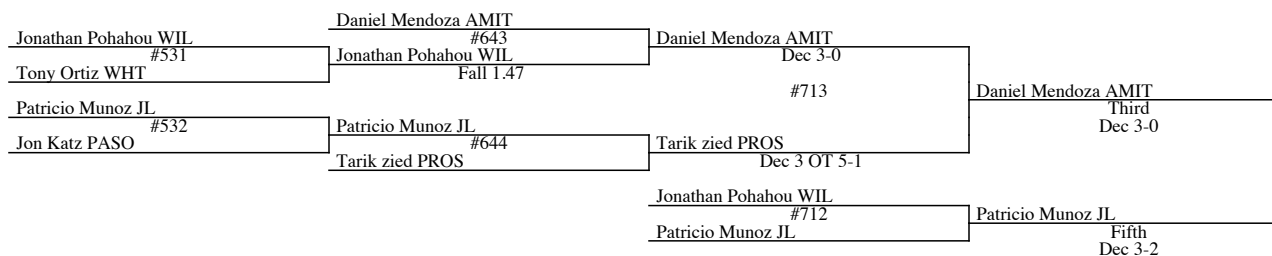 Daniel Mendoza AMIT
Jonathan Pohahou WIL
#643
Daniel Mendoza AMIT
#531
Jonathan Pohahou WIL
Dec 3-0
Tony Ortiz WHT
Fall 1.47
#713
Daniel Mendoza AMIT
Patricio Munoz JL
Third
#532
Patricio Munoz JL
Dec 3-0
Jon Katz PASO
#644
Tarik zied PROS
Tarik zied PROS
Dec 3 OT 5-1
Jonathan Pohahou WIL
#712
Patricio Munoz JL
Patricio Munoz JL
Fifth
Dec 3-2